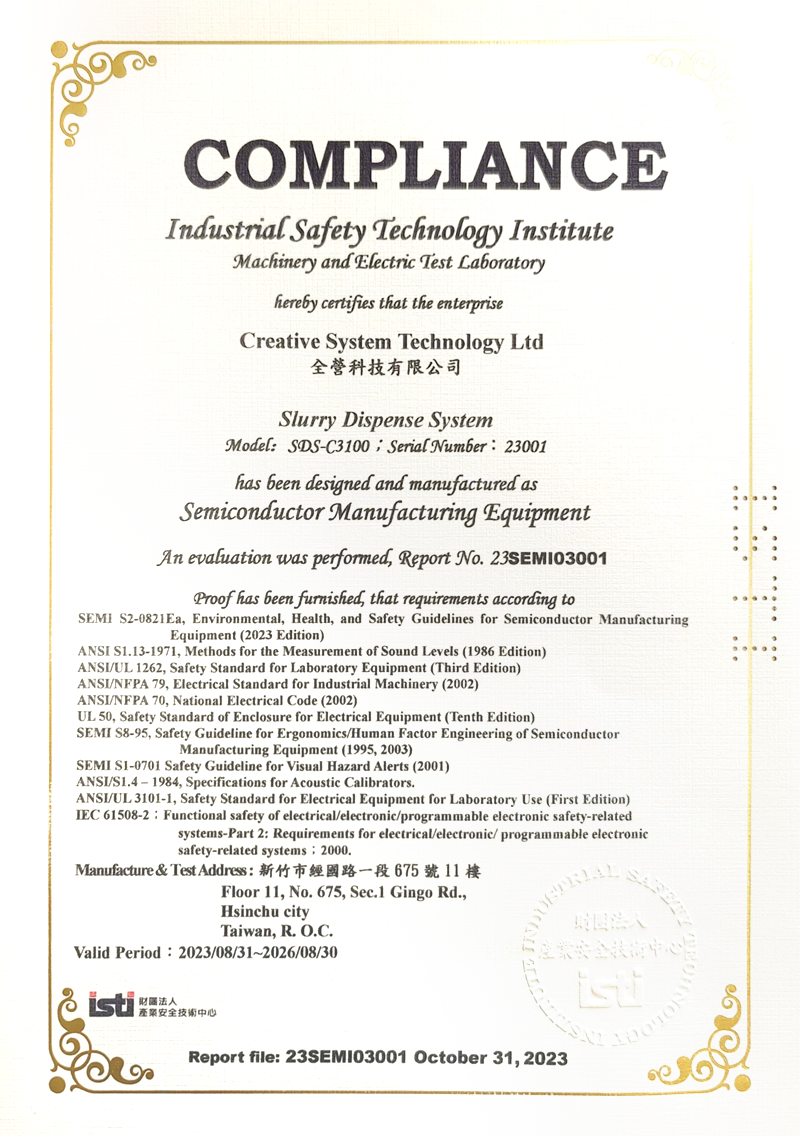 COMPLIANCE
Industrial Safety Technology Institute
Machinery and Electric Test Laboratory
hereby certifies that the enterprise
Creative System Technology Ltd
全營科技有限公司
Slurry Dispense System
Model: SDS-C3100；Serial Number：23001
has been designed and manufactured as
Semiconductor Manufacturing Equipment
An evaluation was performed, Report No. 23SEMI03001
Proof has been furnished, that requirements according to
SEMI S2-0821Ea, Environmental, Health, and Safety Guidelines for Semiconductor Manufacturing
Equipment (2023 Edition)
ANSI S1.13-1971, Methods for the Measurement of Sound Levels (1986 Edition)
ANSI/UL 1262, Safety Standard for Laboratory Equipment (Third Edition)
ANSI/NFPA 79, Electrical Standard for Industrial Machinery (2002)
ANSI/NFPA 70, National Electrical Code (2002)
UL 50, Safety Standard of Enclosure for Electrical Equipment (Tenth Edition)
SEMI S8-95, Safety Guideline for Ergonomics/Human Factor Engineering of Semiconductor
Manufacturing Equipment (1995, 2003)
SEMI S1-0701 Safety Guideline for Visual Hazard Alerts (2001)
ANSI/S1.4 – 1984, Specifications for Acoustic Calibrators.
ANSI/UL 3101-1, Safety Standard for Electrical Equipment for Laboratory Use (First Edition)
IEC 61508-2：Functional safety of electrical/electronic/programmable electronic safety-related
systems-Part 2: Requirements for electrical/electronic/ programmable electronic
safety-related systems；2000.
Manufacture & Test Address: 新竹市經國路一段 675 號 11 樓
Floor 11, No. 675, Sec.1 Gingo Rd.,
Hsinchu city
Taiwan, R. O.C.
Valid Period：2023/08/31~2026/08/30
INDUSTRIAL SAFETY TECHNOLOGY INSTITUTE
財團法人
產業安全技術中心
isti
isti
財團法人
產業安全技術中心
Report file: 23SEMI03001 October 31, 2023
I.S.T.I